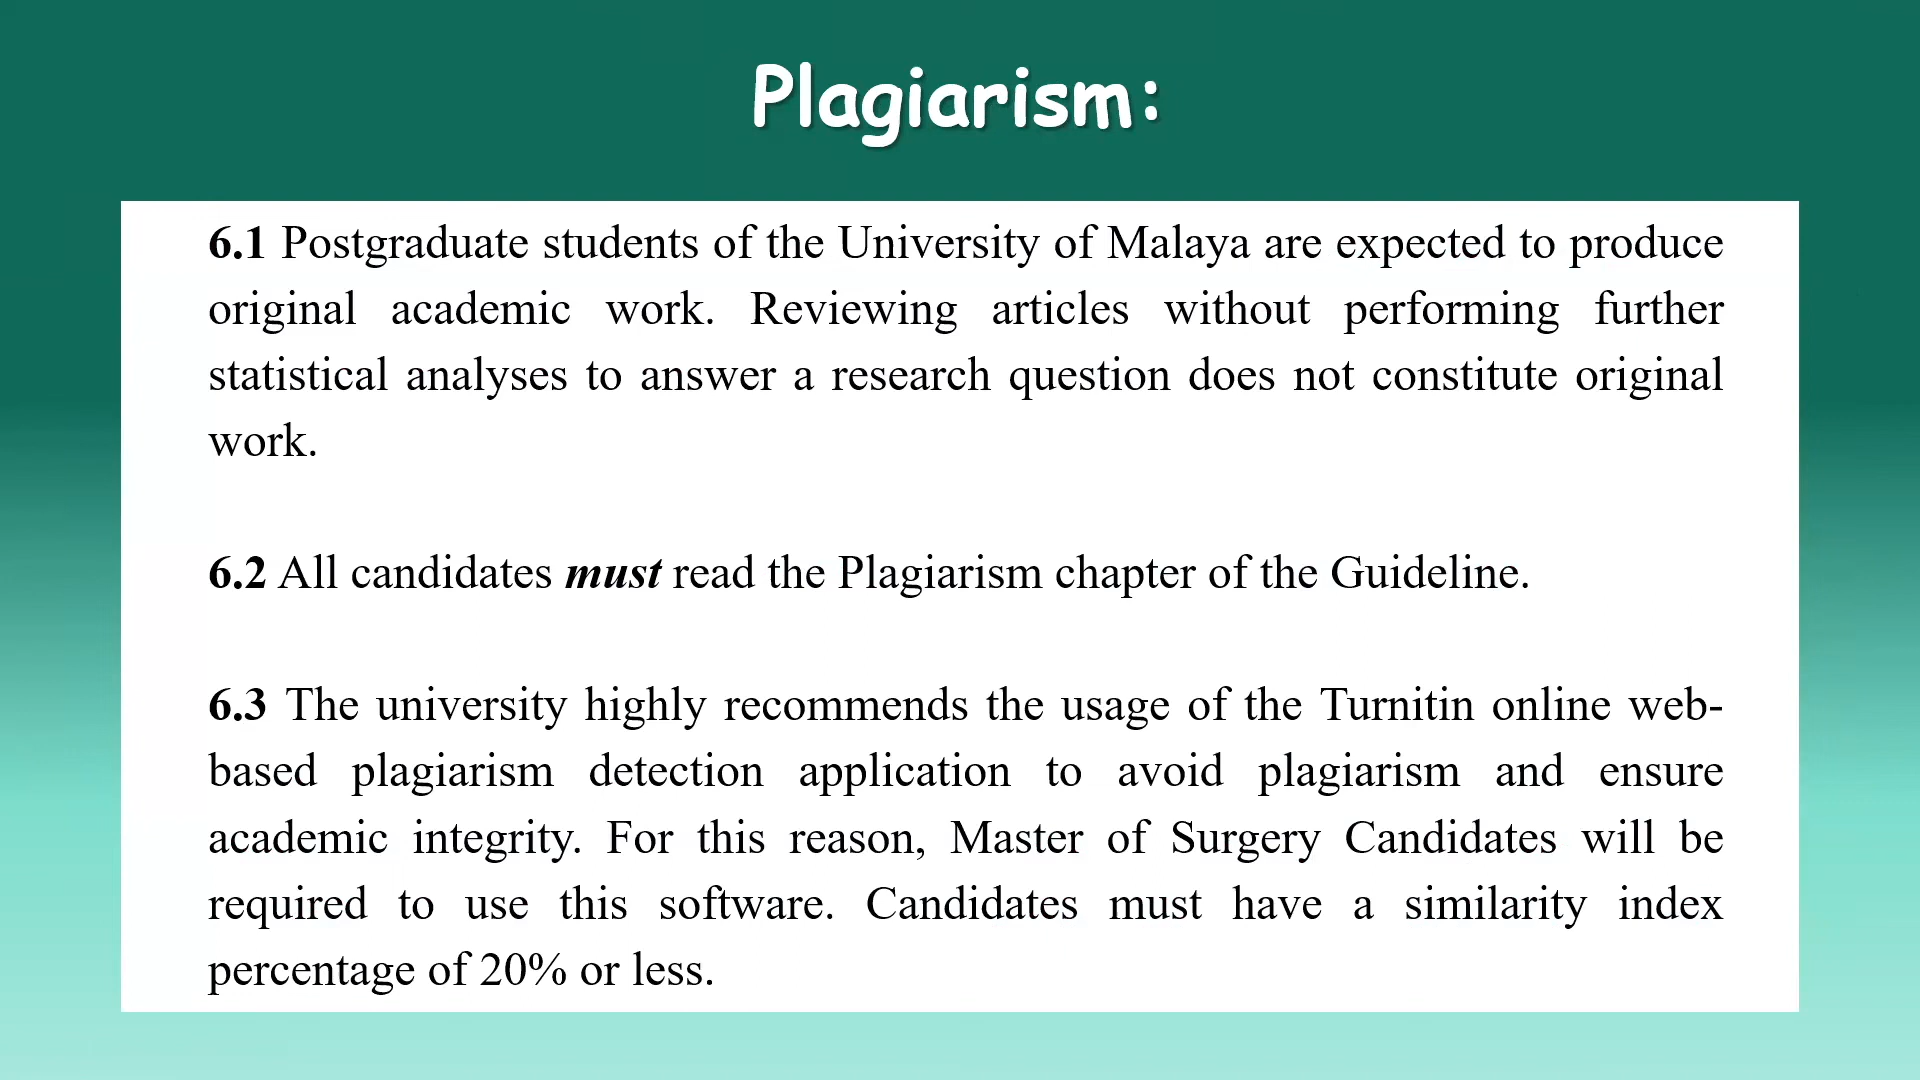 Plagiarism:
6.1 Postgraduate students of the University of Malaya are expected to produce
original academic work. Reviewing articles without performing further
statistical analyses to answer a research question does not constitute original
work.
6.2 All candidates must read the Plagiarism chapter of the Guideline.
6.3 The university highly recommends the usage of the Turnitin online web-
based plagiarism detection application to avoid plagiarism and ensure
academic integrity. For this reason, Master of Surgery Candidates will be
required to use this software. Candidates must have a similarity index
percentage of 20% or less.